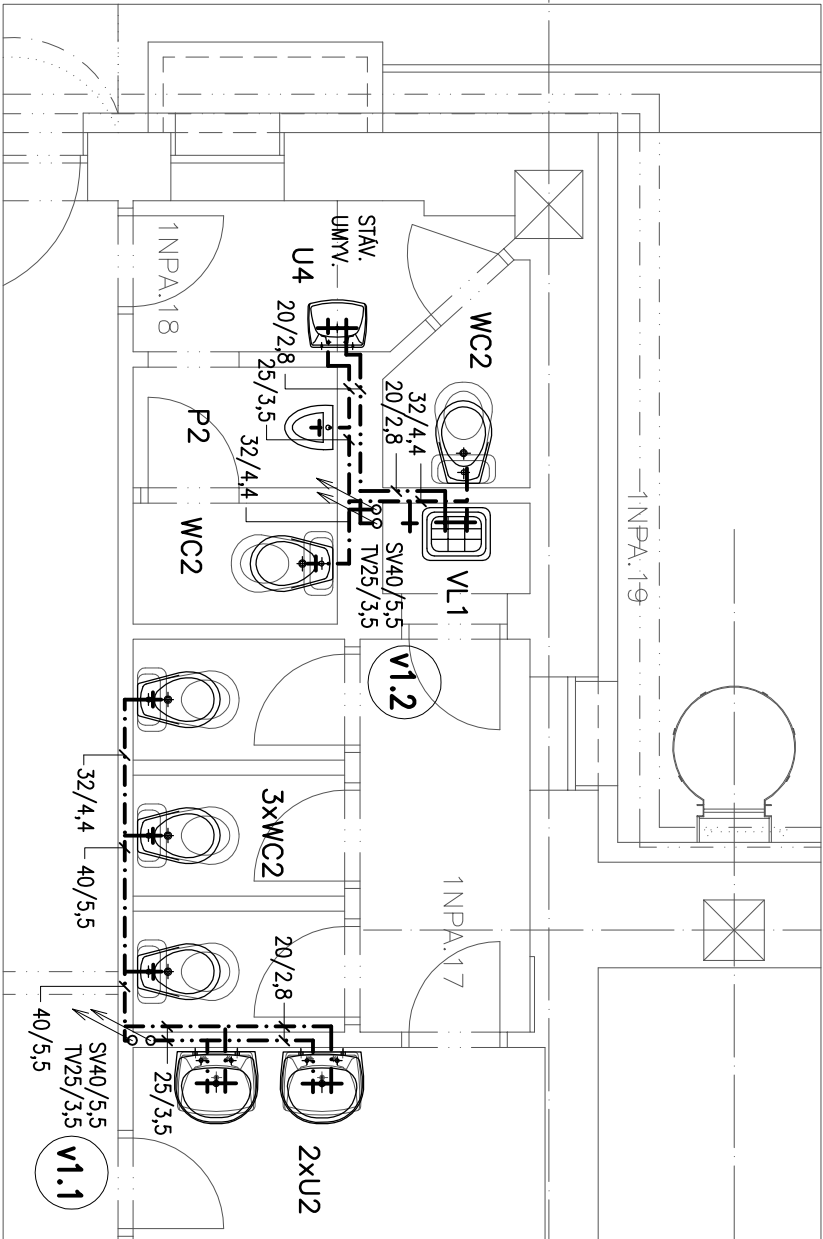 1NPA.18
STÁV.
UMYV.
U4
20/2,8
25/3,5
P2
32/4,4
WC2
WC2
32/4,4
20/2,8
VL1
SV40/5,5
TV25/3,5
v1.2
1NPA.19
3xWC2
32/4,4
40/5,5
1NPA.17
20/2,8
40/5,5
SV40/5,5
TV25/3,5
v1.1
25/3,5
2xU2